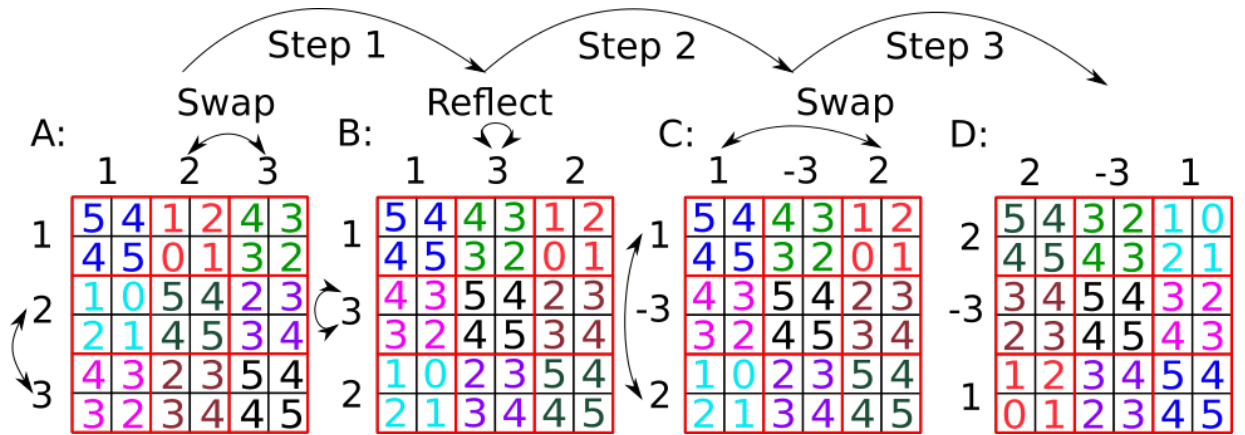 Step 1
Step 2
Step 3
Swap
Reflect
Swap
A:
1 2 3
1
2
3
5 4 1 2 4 3
4 5 0 1 3 2
1 0 5 4 2 3
2 1 4 5 3 4
4 3 2 3 5 4
3 2 3 4 4 5
B:
1 3 2
1
3
2
5 4 4 3 1 2
4 5 3 2 0 1
4 3 5 4 2 3
3 2 4 5 3 4
1 0 2 3 5 4
2 1 3 4 4 5
C:
1 -3 2
1
-3
2
5 4 4 3 1 2
4 5 3 2 0 1
4 3 5 4 2 3
3 2 4 5 3 4
1 0 2 3 5 4
2 1 3 4 4 5
D:
2 -3 1
2
-3
1
5 4 3 2 1 0
4 5 4 3 2 1
3 4 5 4 3 2
2 3 4 5 4 3
1 2 3 4 5 4
0 1 2 3 4 5